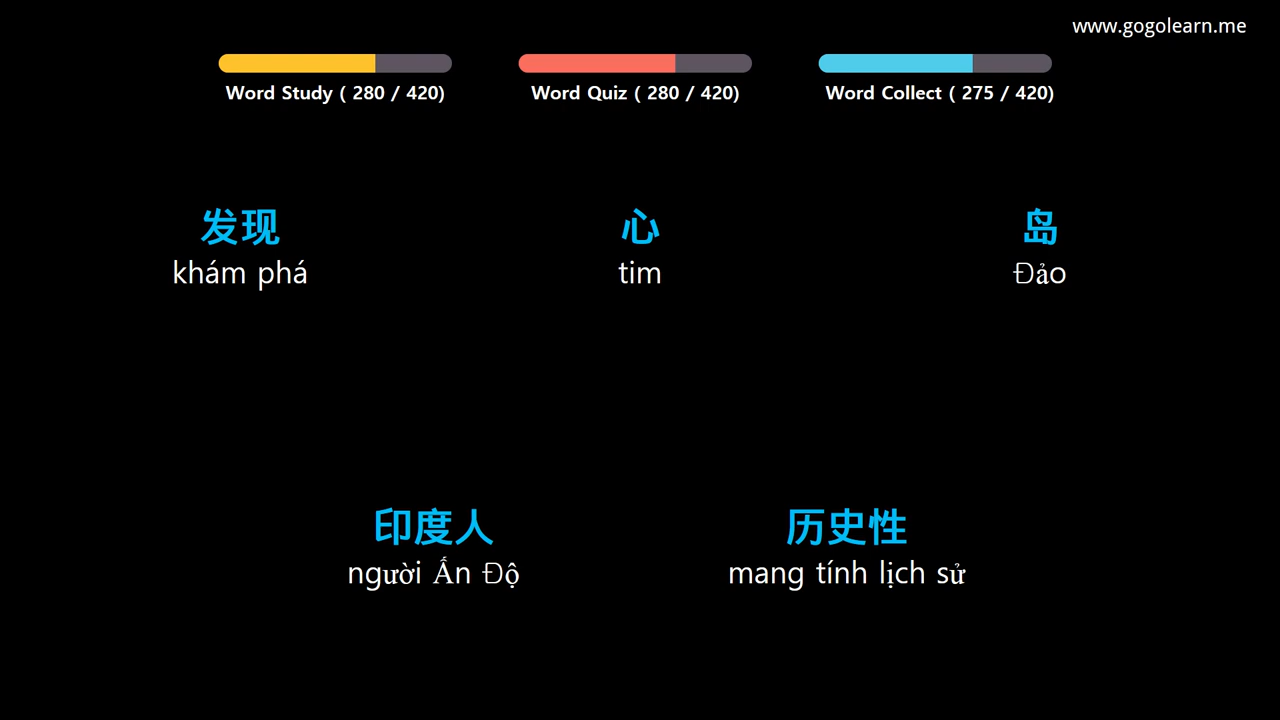 www.gogolearn.me
Word Study ( 280 / 420)
Word Quiz ( 280 / 420)
Word Collect ( 275 / 420)
发现
khám phá
心
tim
岛
Đảo
印度人
người Ấn Độ
历史性
mang tính lịch sử